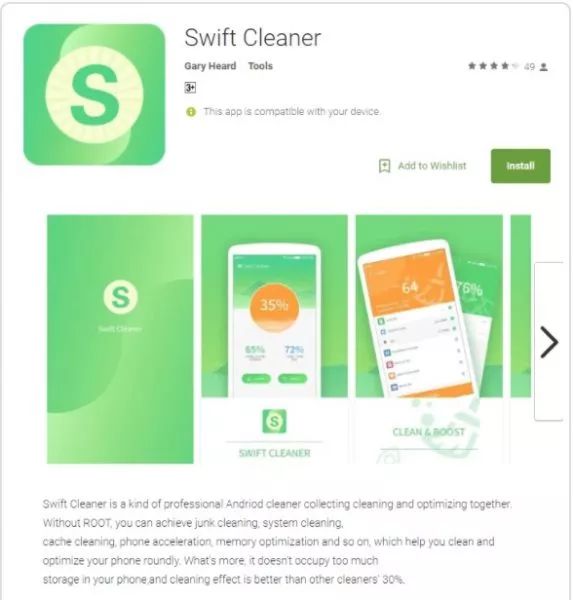 Swift Cleaner
Gary Heard Tools
49
3+
This app is compatible with your device.
Add to Wishlist
Install
S
S
Swift Cleaner
35%
65%
72%
S
SWIFT CLEANER
64
76%
CLEAN & BOOST
Swift Cleaner is a kind of professional Andriod cleaner collecting cleaning and optimizing together.
Without ROOT, you can achieve junk cleaning, system cleaning,
cache cleaning, phone acceleration, memory optimization and so on, which help you clean and
optimize your phone roundly. What's more, it doesn't occupy too much
storage in your phone,and cleaning effect is better than other cleaners' 30%.